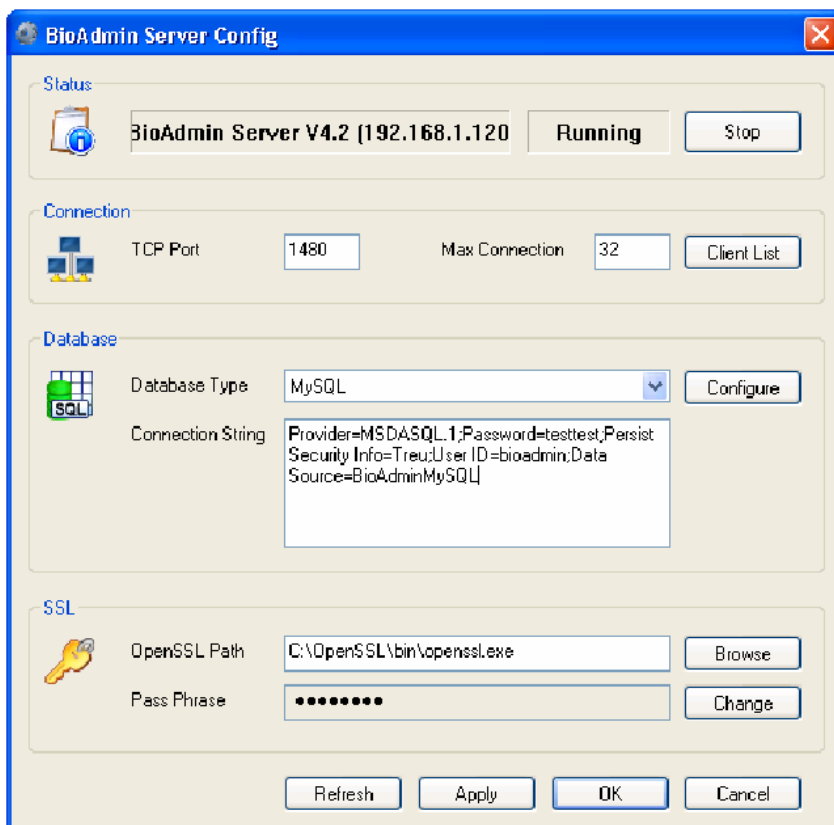 BioAdmin Server Config
Status
BioAdmin Server V4.2 (192.168.1.120 Running Stop
Connection
TCP Port 1480 Max Connection 32 Client List
Database
Database Type MySQL Configure
SQL
Connection String Provider=MSDASQL.1;Password=testtest;Persist
Security Info=Treu;User ID=bioadmin;Data
Source=BioAdminMySQL
SSL
OpenSSL Path C:\OpenSSL\bin\openssl.exe Browse
Pass Phrase ●●●●●●●● Change
Refresh Apply OK Cancel